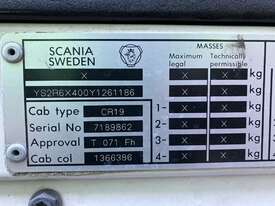 SCANIA
SWEDEN
MASSES
Maximum legal
Technically permissible
X
X X kg
YS2R6X400Y1261186
X X kg
Cab type CR19
1- X X kg
Serial No 7189862
2- X X kg
Approval T 071 Fh
3- X X kg
Cab col 1366386
4- X X kg